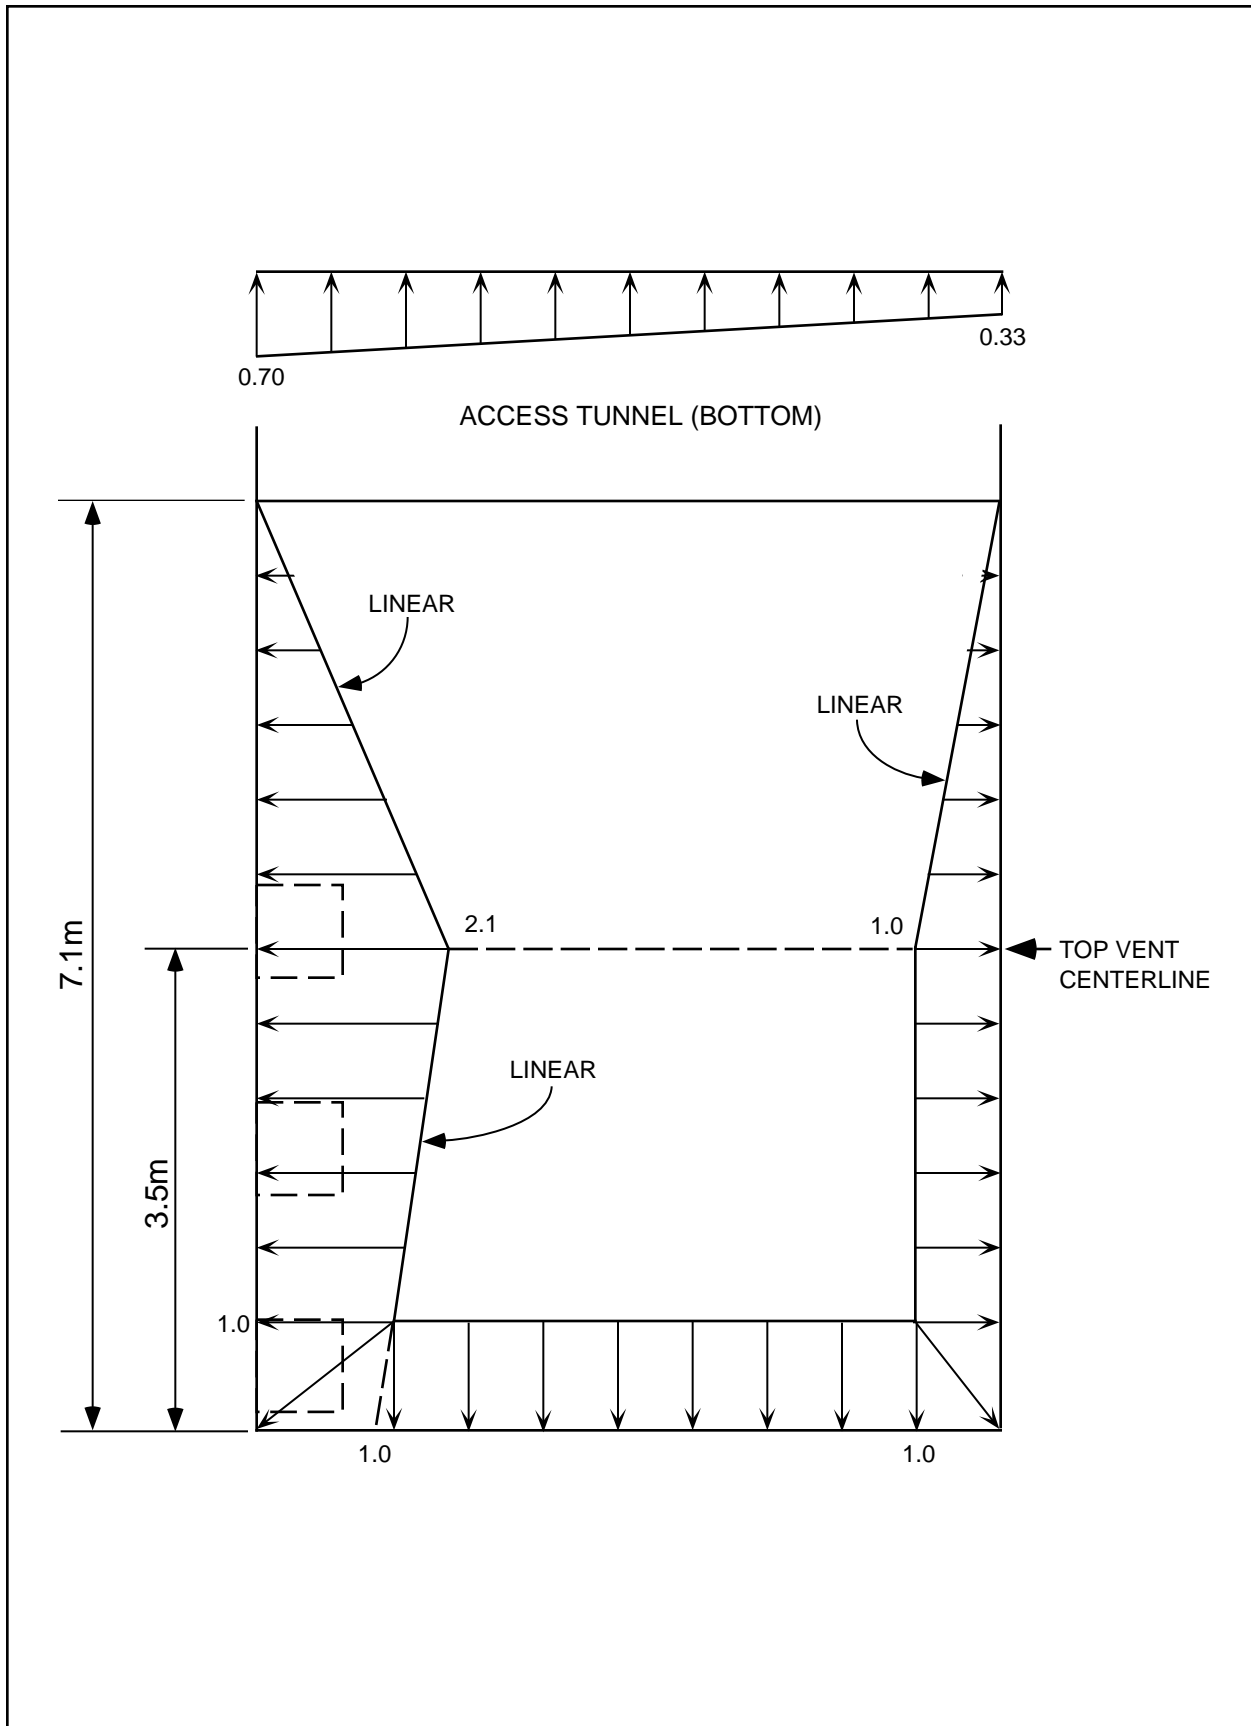 0.33
0.70
ACCESS TUNNEL (BOTTOM)
LINEAR
LINEAR
2.1
1.0
TOP VENT
CENTERLINE
7.1m
LINEAR
3.5m
1.0
1.0
1.0